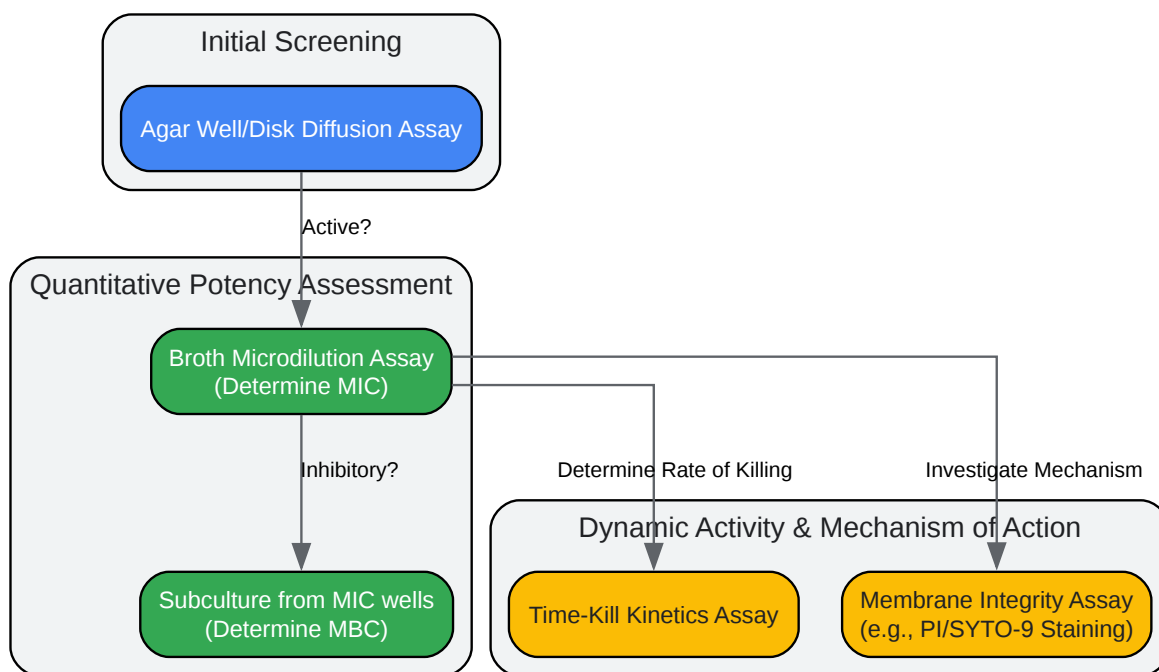 Initial Screening
Agar Well/Disk Diffusion Assay
Active?
Quantitative Potency Assessment
Broth Microdilution Assay
(Determine MIC)
Inhibitory?
Determine Rate of Killing
Investigate Mechanism
Dynamic Activity & Mechanism of Action
Subculture from MIC wells
(Determine MBC)
Time-Kill Kinetics Assay
Membrane Integrity Assay
(e.g., PI/SYTO-9 Staining)